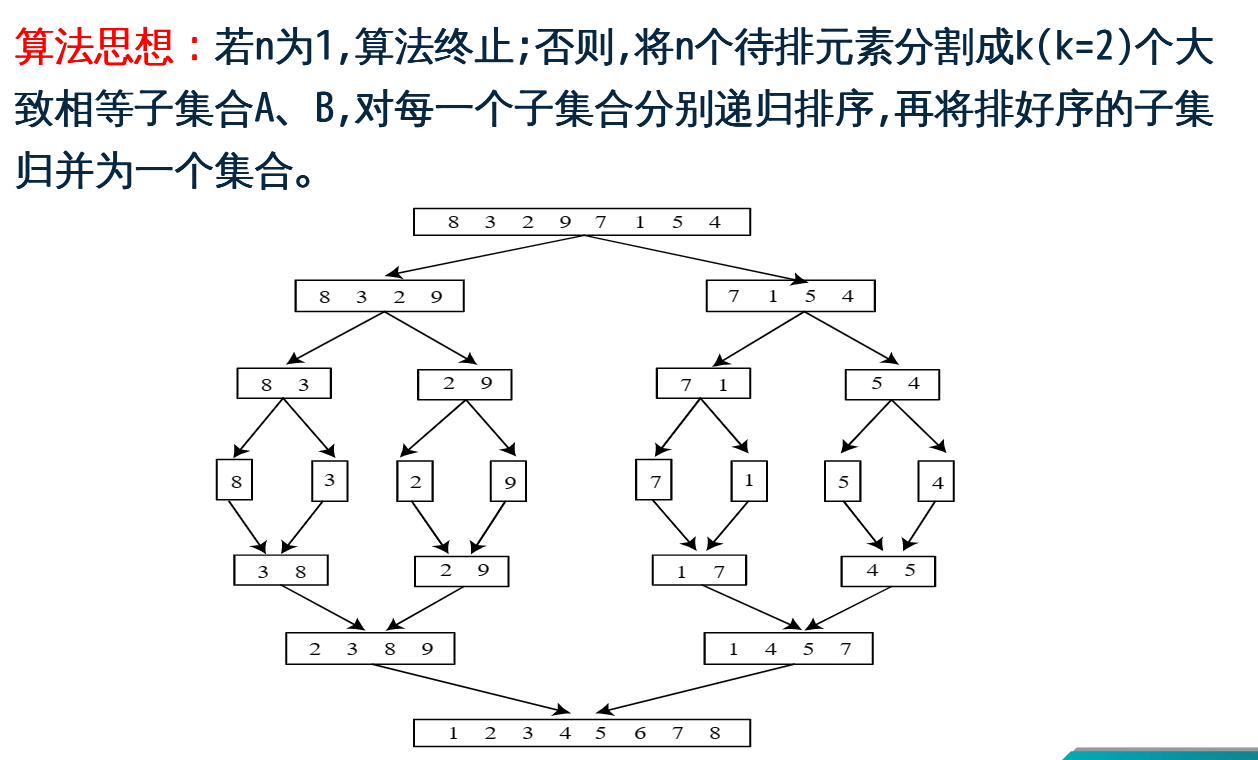 算法思想：若n为1,算法终止;否则,将n个待排元素分割成k(k=2)个大
致相等子集合A、B,对每一个子集合分别递归排序,再将排好序的子集
归并为一个集合。
8 3 2 9 7 1 5 4
8 3 2 9
7 1 5 4
8 3
2 9
7 1
5 4
8
3
2
9
7
1
5
4
3 8
2 9
1 7
4 5
2 3 8 9
1 4 5 7
1 2 3 4 5 6 7 8